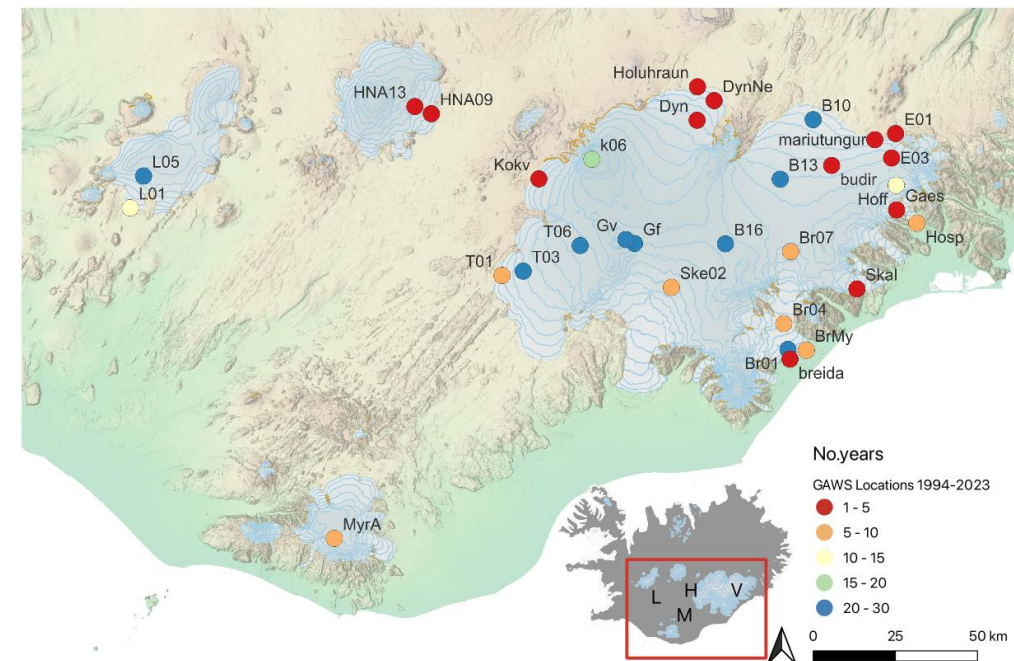 Holuhraun
DynNe
HNA13
HNA09
Dyn
B10
E01
mariutungur
k06
L05
Kokv
B13
E03
budir
L01
Gaes
Hoff
Gv
Gf
T06
B16
Br07
Hosp
T01
T03
Ske02
Skal
Br04
BrMy
Br01
breida
No.years
GAWS Locations 1994-2023
1 - 5
5 - 10
10 - 15
15 - 20
20 - 30
MyrA
L
H
V
M
0 25 50 km